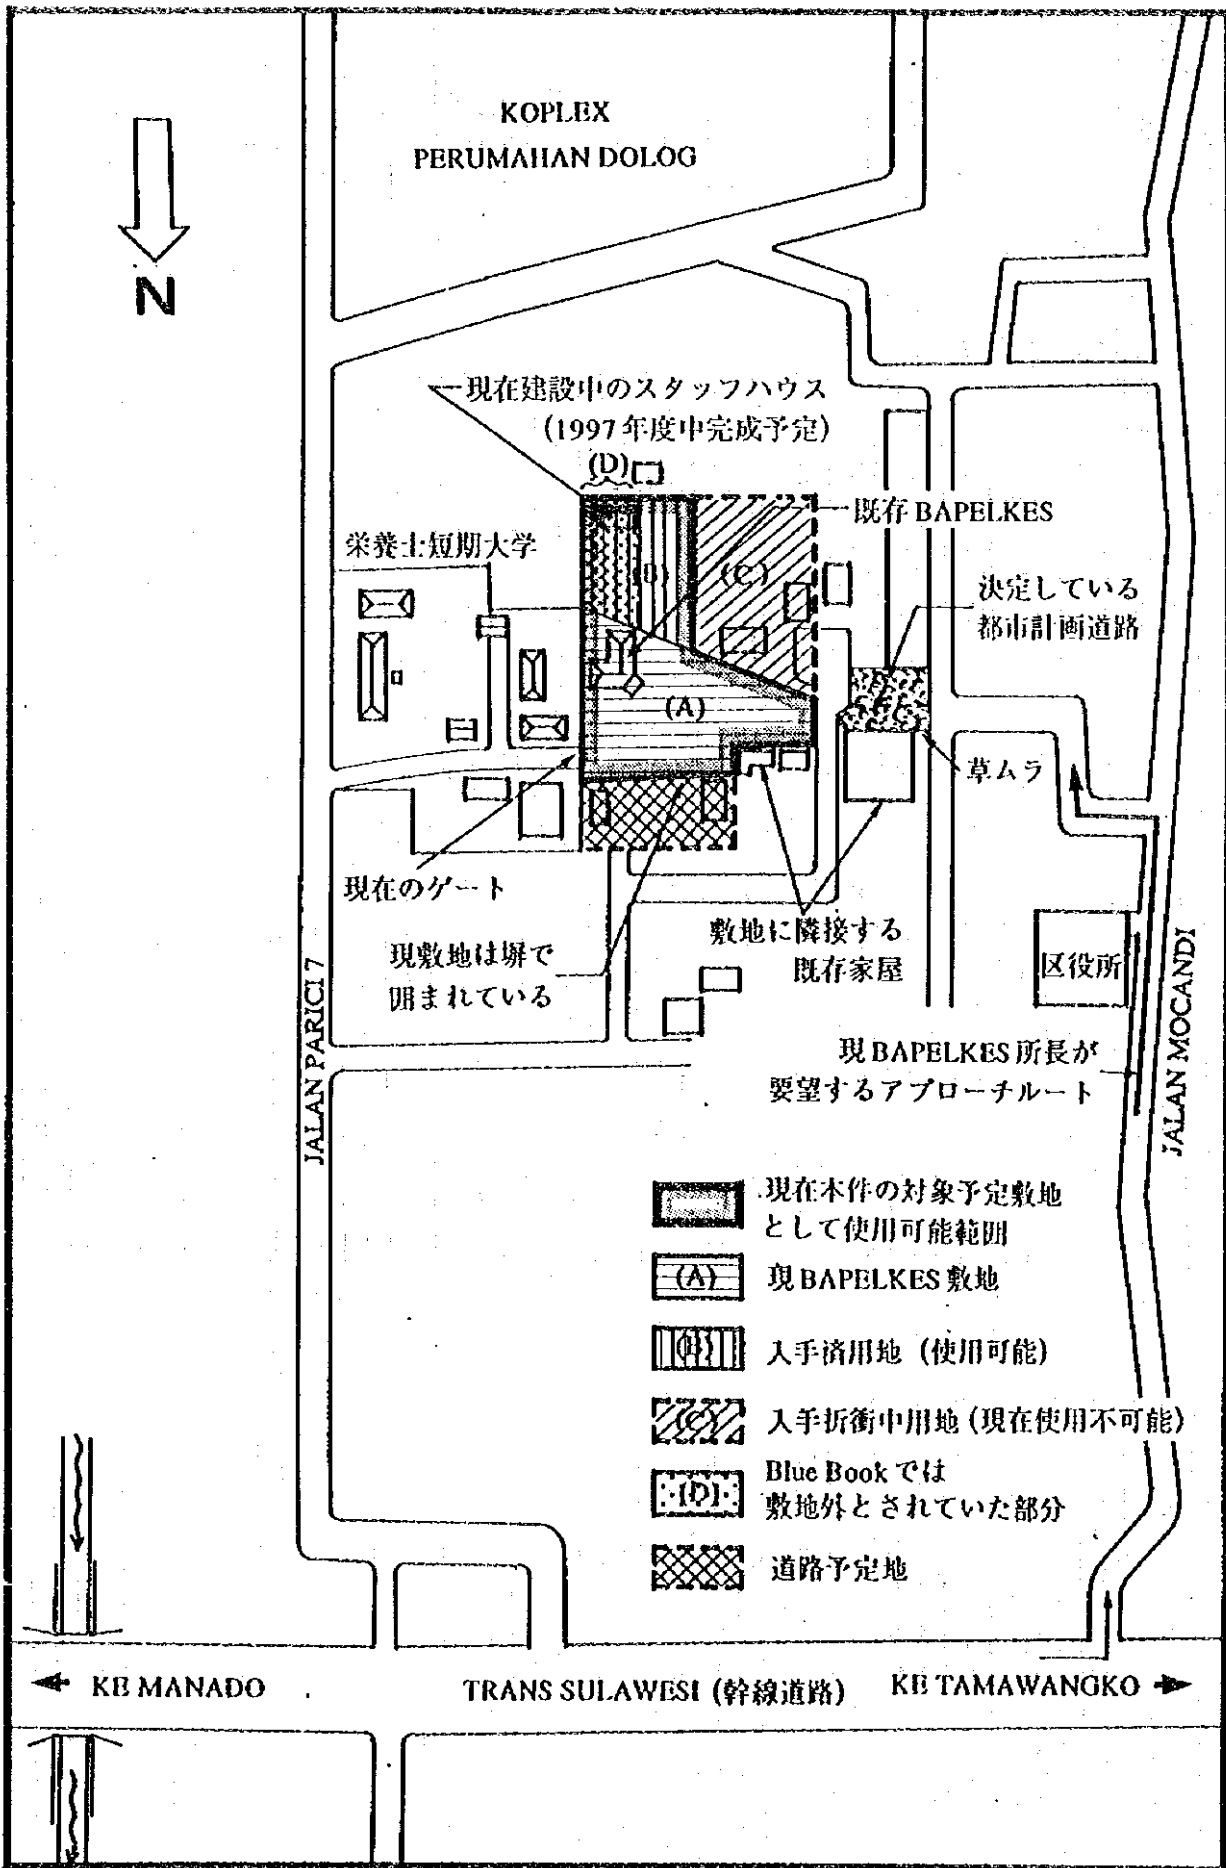 KOPLEX
PERUMAHAN DOLOG
N
現在建設中のスタッフハウス
(1997年度中完成予定)
(D)
既存 BAPELKES
栄養士短期大学
(B)
(C)
決定している
都市計画道路
(A)
草ムラ
現在のゲート
敷地に隣接する
既存家屋
現敷地は塀で
囲まれている
区役所
JALAN PARICI 7
JALAN MOCANDI
現 BAPELKES 所長が
要望するアプローチルート
現在本件の対象予定敷地
として使用可能範囲
(A) 現 BAPELKES 敷地
(B) 入手済用地 (使用可能)
(C) 入手折衝中用地 (現在使用不可能)
(D) Blue Book では
敷地外とされていた部分
道路予定地
KE MANADO
TRANS SULAWESI (幹線道路)
KE TAMAWANGKO